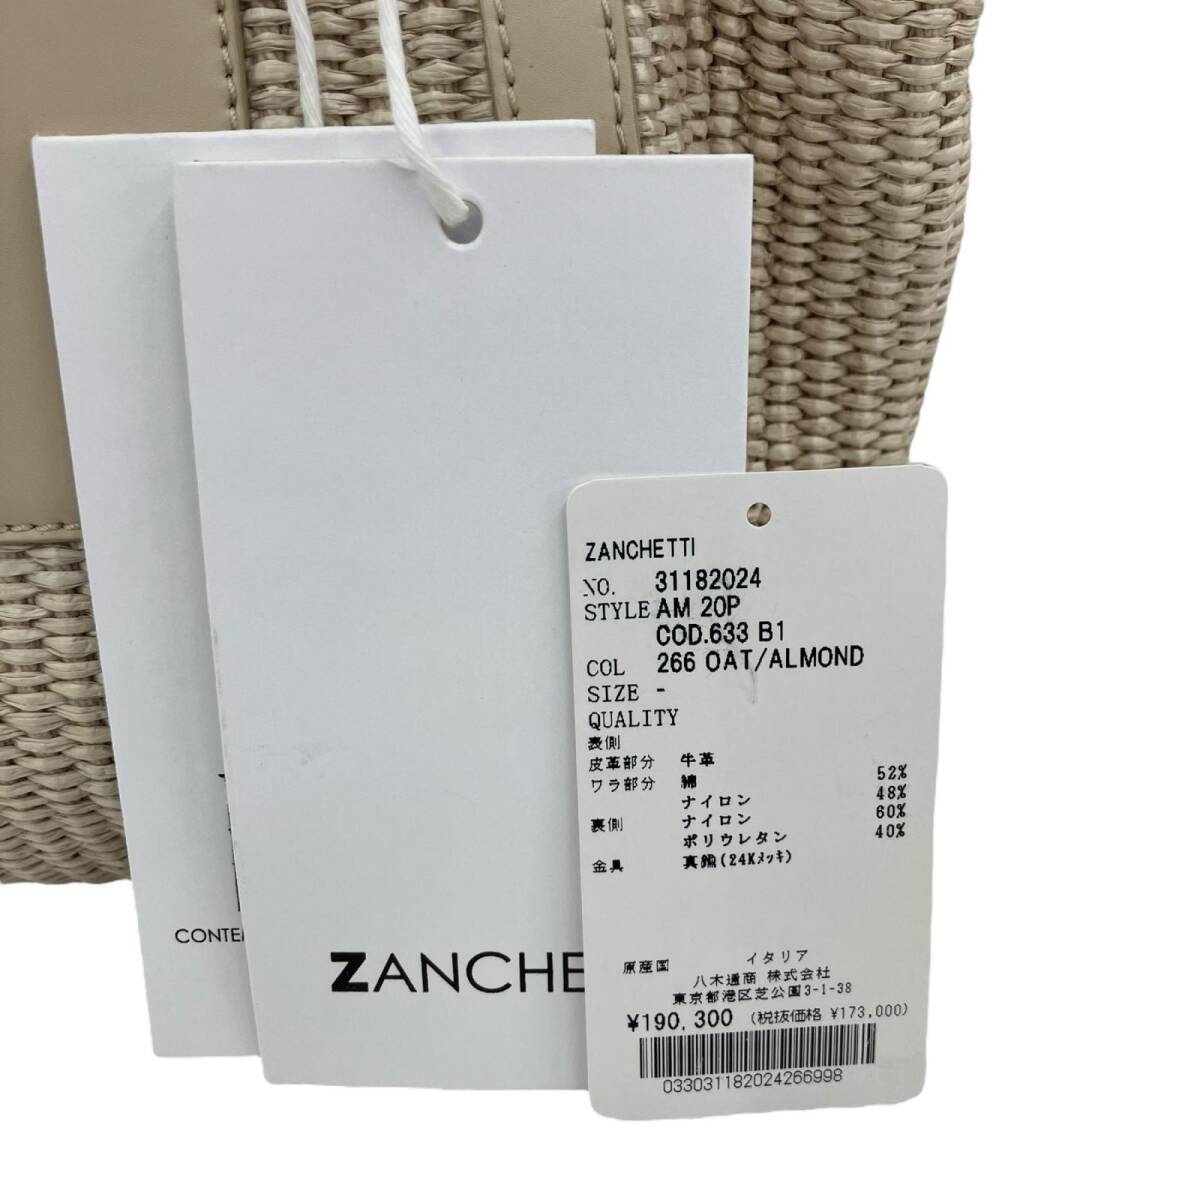 CONTE
ZANCHE
ZANCHETTI
NO. 31182024
STYLE AM 20P
COD.633 B1
COL 266 OAT/ALMOND
SIZE -
QUALITY
表側
皮革部分 牛革
ワラ部分 綿 52%
ナイロン 48%
裏側 ナイロン 60%
ポリウレタン 40%
金具 真鍮(24Kﾒｯｷ)
原産国 イタリア
八木通商 株式会社
東京都港区芝公園3-1-38
¥190,300 (税抜価格 ¥173,000)
033031182024266998